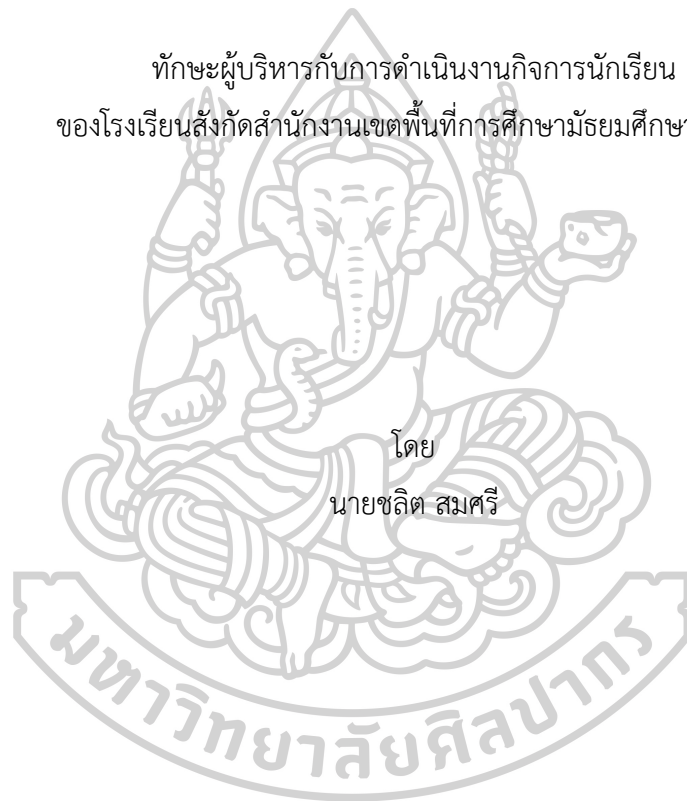 ทักษะผู้บริหารกับการดำเนินงานกิจการนักเรียน
ของโรงเรียนสังกัดสำนักงานเขตพื้นที่การศึกษามัธยมศึกษา
โดย
นายชลิต สมศรี
มหาวิทยาลัยศิลปากร